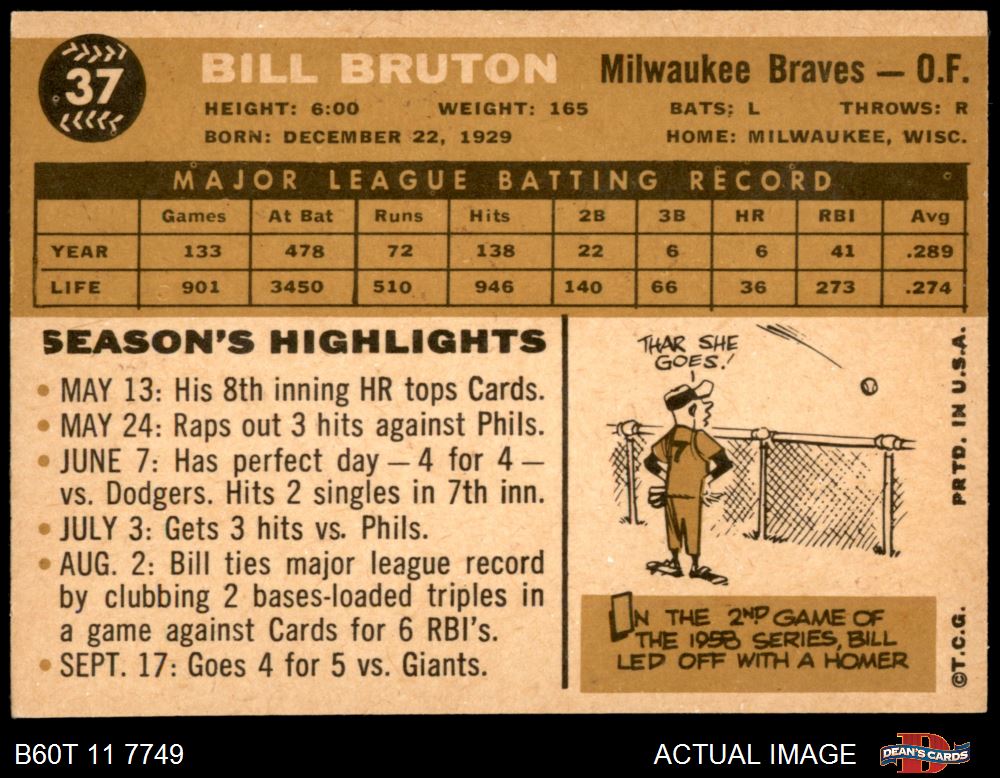 37
BILL BRUTON Milwaukee Braves — O.F.
HEIGHT: 6:00 WEIGHT: 165 BATS: L THROWS: R
BORN: DECEMBER 22, 1929 HOME: MILWAUKEE, WISC.
MAJOR LEAGUE BATTING RECORD
Games At Bat Runs Hits 2B 3B HR RBI Avg
YEAR 133 478 72 138 22 6 6 41 .289
LIFE 901 3450 510 946 140 66 36 273 .274
SEASON'S HIGHLIGHTS
• MAY 13: His 8th inning HR tops Cards.
• MAY 24: Raps out 3 hits against Phils.
• JUNE 7: Has perfect day — 4 for 4 —
vs. Dodgers. Hits 2 singles in 7th inn.
• JULY 3: Gets 3 hits vs. Phils.
• AUG. 2: Bill ties major league record
by clubbing 2 bases-loaded triples in
a game against Cards for 6 RBI's.
• SEPT. 17: Goes 4 for 5 vs. Giants.
THAR SHE
GOES!
7
IN THE 2ND GAME OF
THE 1958 SERIES, BILL
LED OFF WITH A HOMER
©T.C.G. PRTD. IN U.S.A.
B60T 11 7749 ACTUAL IMAGE
D
DEAN'S CARDS